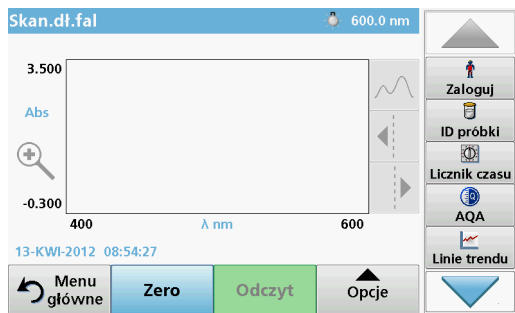 Skan.dł.fal
600.0 nm
3.500
Abs
-0.300
400
λ nm
600
13-KWI-2012 08:54:27
Menu
główne
Zero
Odczyt
Opcje
Zaloguj
ID próbki
Licznik czasu
AQA
Linie trendu